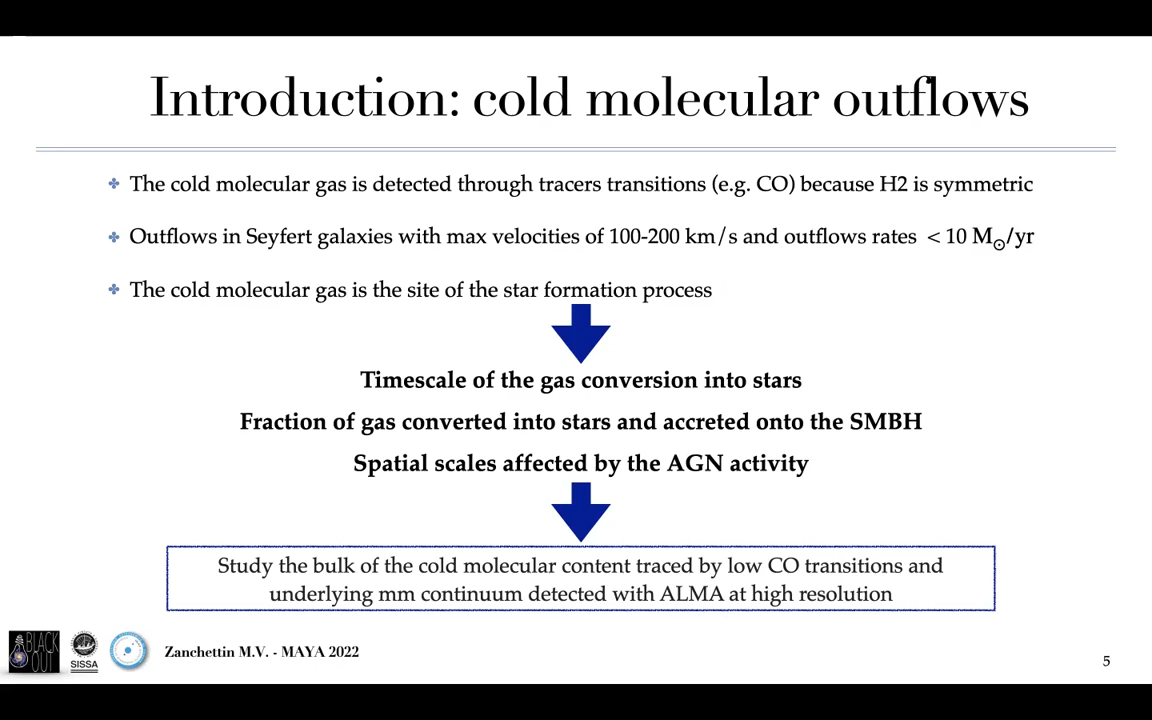 Introduction: cold molecular outflows
The cold molecular gas is detected through tracers transitions (e.g. CO) because H2 is symmetric
Outflows in Seyfert galaxies with max velocities of 100-200 km/s and outflows rates < 10 M⊙/yr
The cold molecular gas is the site of the star formation process
Timescale of the gas conversion into stars
Fraction of gas converted into stars and accreted onto the SMBH
Spatial scales affected by the AGN activity
Study the bulk of the cold molecular content traced by low CO transitions and
underlying mm continuum detected with ALMA at high resolution
BLACK
OUT
SISSA
Zanchettin M.V. - MAYA 2022
5